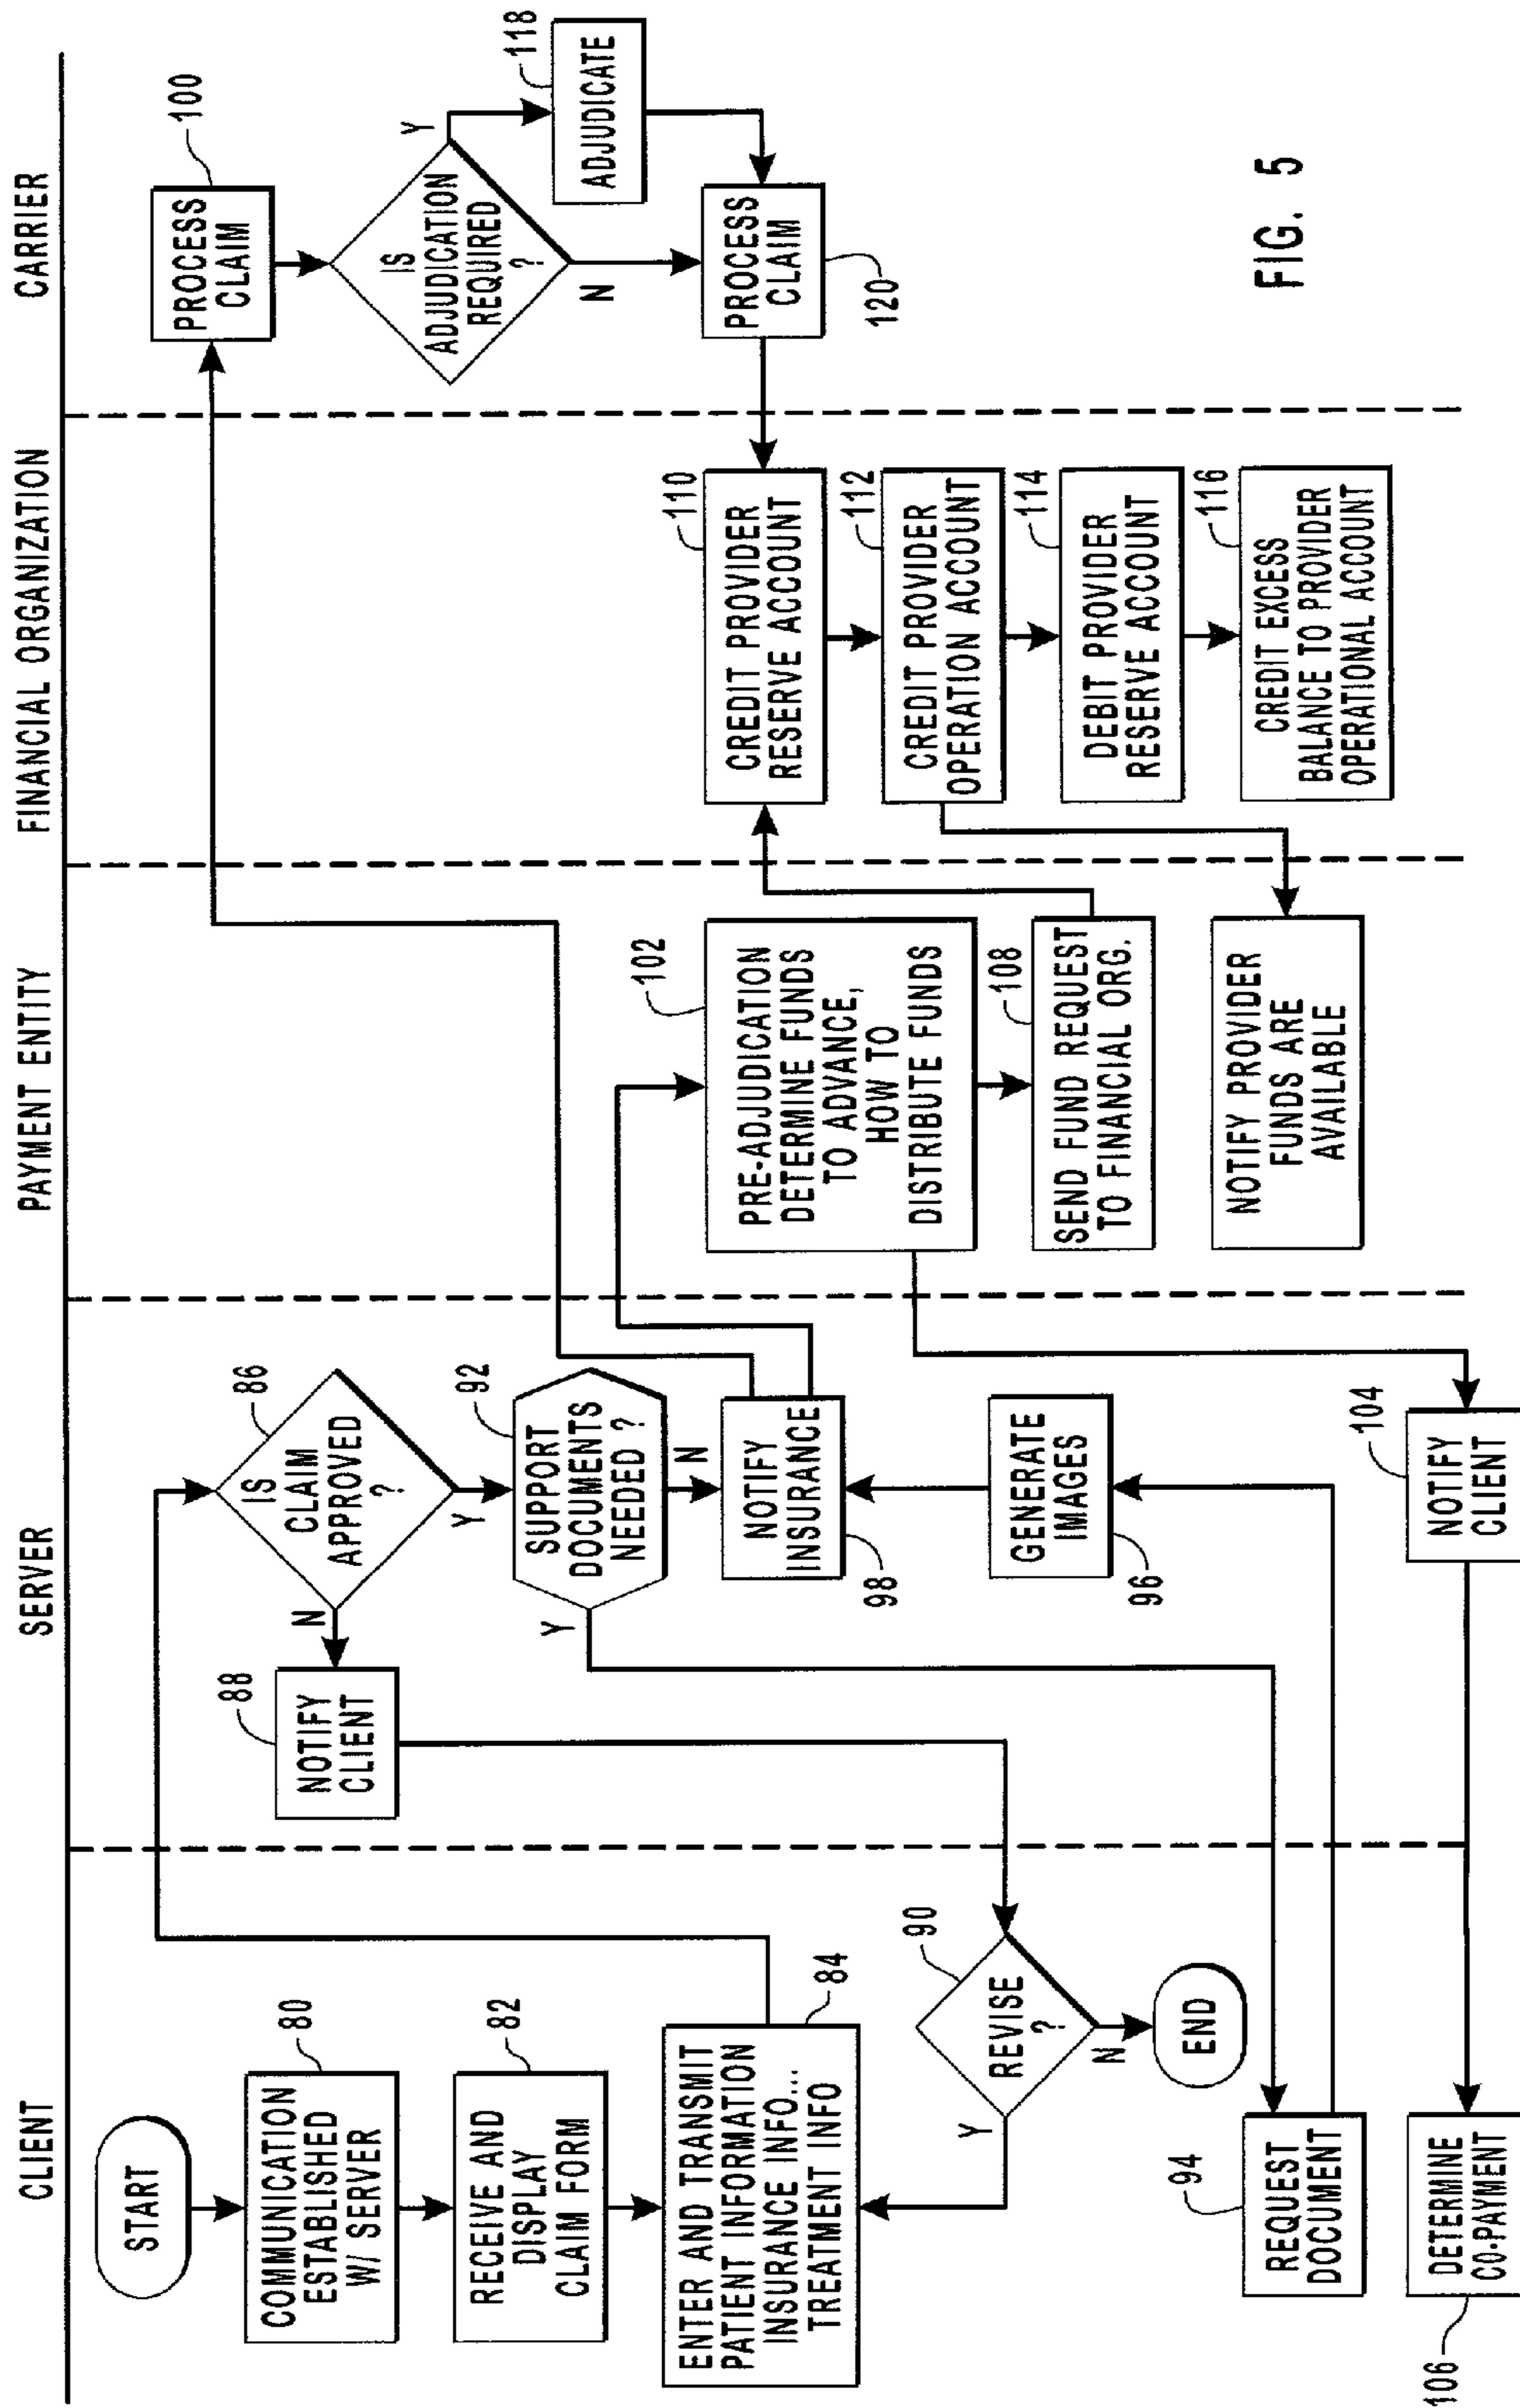 CLIENT
SERVER
PAYMENT ENTITY
FINANCIAL ORGANIZATION
CARRIER
START
COMMUNICATION
ESTABLISHED
W/ SERVER
80
RECEIVE AND
DISPLAY
CLAIM FORM
82
ENTER AND TRANSMIT
PATIENT INFORMATION
INSURANCE INFO...
TREATMENT INFO
84
REVISE
?
90
Y
N
END
REQUEST
DOCUMENT
94
DETERMINE
CO-PAYMENT
106
IS
CLAIM
APPROVED
?
86
N
Y
NOTIFY
CLIENT
88
SUPPORT
DOCUMENTS
NEEDED ?
92
Y
N
NOTIFY
INSURANCE
98
GENERATE
IMAGES
96
NOTIFY
CLIENT
104
PRE-ADJUDICATION
DETERMINE FUNDS
TO ADVANCE,
HOW TO
DISTRIBUTE FUNDS
102
SEND FUND REQUEST
TO FINANCIAL ORG.
108
NOTIFY PROVIDER
FUNDS ARE
AVAILABLE
CREDIT PROVIDER
RESERVE ACCOUNT
110
CREDIT PROVIDER
OPERATION ACCOUNT
112
DEBIT PROVIDER
RESERVE ACCOUNT
114
CREDIT EXCESS
BALANCE TO PROVIDER
OPERATIONAL ACCOUNT
116
PROCESS
CLAIM
100
IS
ADJUDICATION
REQUIRED
?
Y
N
ADJUDICATE
118
PROCESS
CLAIM
120
FIG. 5